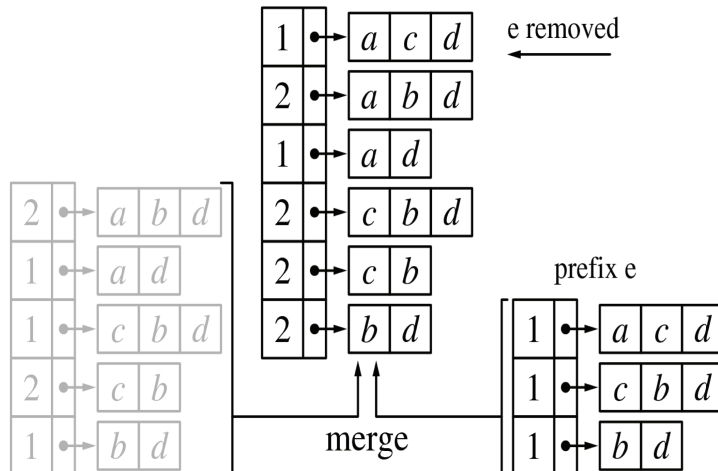 1 a c d
e removed
2 a b d
1 a d
2 c b d
2 c b
2 b d
2 a b d
1 a d
1 c b d
2 c b
1 b d
prefix e
1 a c d
1 c b d
1 b d
merge